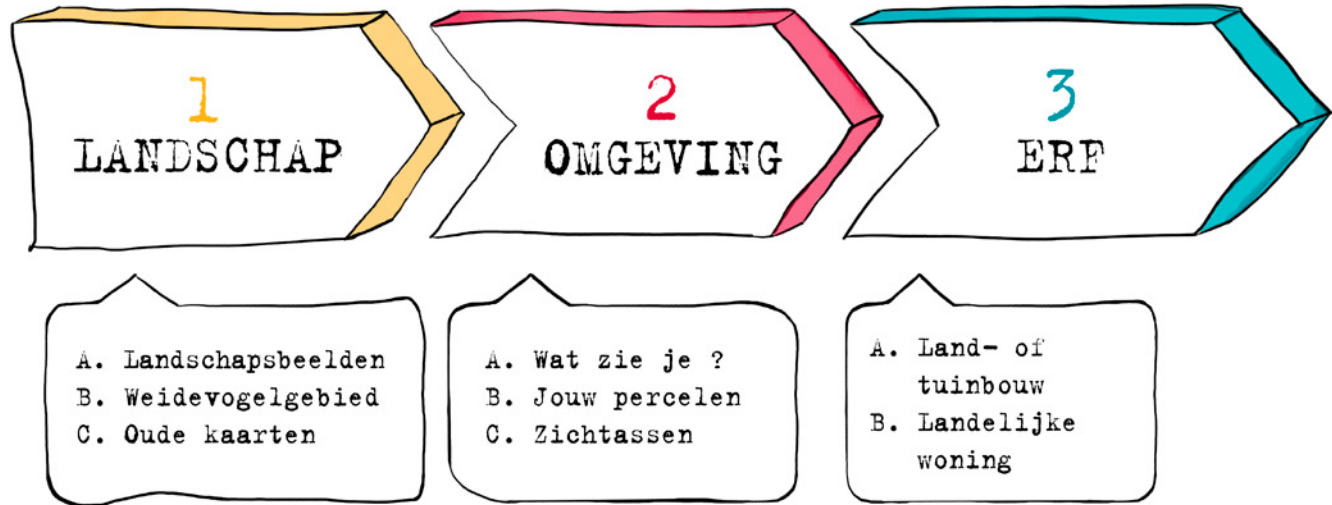 1
LANDSCHAP
2
OMGEVING
3
ERF
A. Landschapsbeelden
B. Weidevogelgebied
C. Oude kaarten
A. Wat zie je ?
B. Jouw percelen
C. Zichtassen
A. Land- of
tuinbouw
B. Landelijke
woning